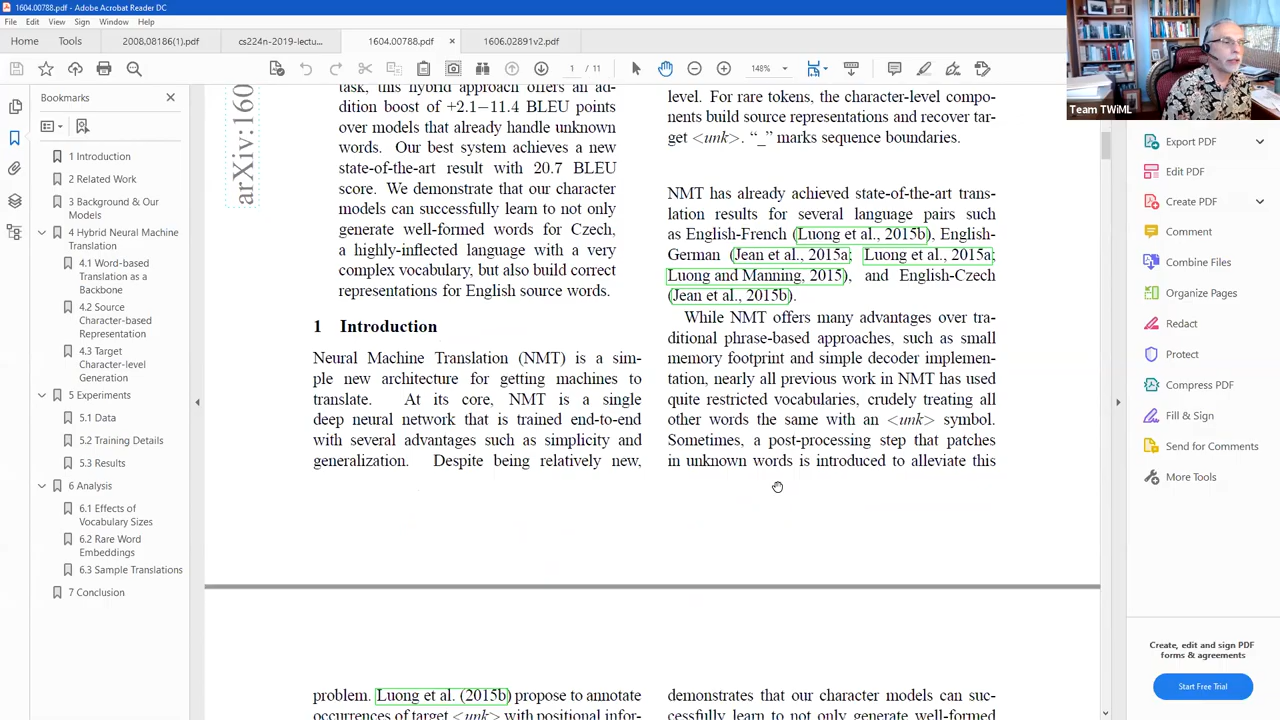 1604.00788.pdf - Adobe Acrobat Reader DC
File Edit View Sign Window Help
Home Tools 2008.08186(1).pdf cs224n-2019-lectu... 1604.00788.pdf × 1606.02891v2.pdf
1 / 11 148%
Team TWiML
Bookmarks
1 Introduction
2 Related Work
3 Background & Our
Models
4 Hybrid Neural Machine
Translation
4.1 Word-based
Translation as a
Backbone
4.2 Source
Character-based
Representation
4.3 Target
Character-level
Generation
5 Experiments
5.1 Data
5.2 Training Details
5.3 Results
6 Analysis
6.1 Effects of
Vocabulary Sizes
6.2 Rare Word
Embeddings
6.3 Sample Translations
7 Conclusion
arXiv:160
task, this hybrid approach offers an ad-
dition boost of +2.1−11.4 BLEU points
over models that already handle unknown
words. Our best system achieves a new
state-of-the-art result with 20.7 BLEU
score. We demonstrate that our character
models can successfully learn to not only
generate well-formed words for Czech,
a highly-inflected language with a very
complex vocabulary, but also build correct
representations for English source words.
1 Introduction
Neural Machine Translation (NMT) is a sim-
ple new architecture for getting machines to
translate. At its core, NMT is a single
deep neural network that is trained end-to-end
with several advantages such as simplicity and
generalization. Despite being relatively new,
level. For rare tokens, the character-level compo-
nents build source representations and recover tar-
get <unk>. “_” marks sequence boundaries.
NMT has already achieved state-of-the-art trans-
lation results for several language pairs such
as English-French (Luong et al., 2015b), English-
German (Jean et al., 2015a; Luong et al., 2015a;
Luong and Manning, 2015), and English-Czech
(Jean et al., 2015b).
While NMT offers many advantages over tra-
ditional phrase-based approaches, such as small
memory footprint and simple decoder implemen-
tation, nearly all previous work in NMT has used
quite restricted vocabularies, crudely treating all
other words the same with an <unk> symbol.
Sometimes, a post-processing step that patches
in unknown words is introduced to alleviate this
problem. Luong et al. (2015b) propose to annotate
occurrences of target <unk> with positional infor-
demonstrates that our character models can suc-
cessfully learn to not only generate well-formed
Export PDF
Edit PDF
Create PDF
Comment
Combine Files
Organize Pages
Redact
Protect
Compress PDF
Fill & Sign
Send for Comments
More Tools
Create, edit and sign PDF
forms & agreements
Start Free Trial